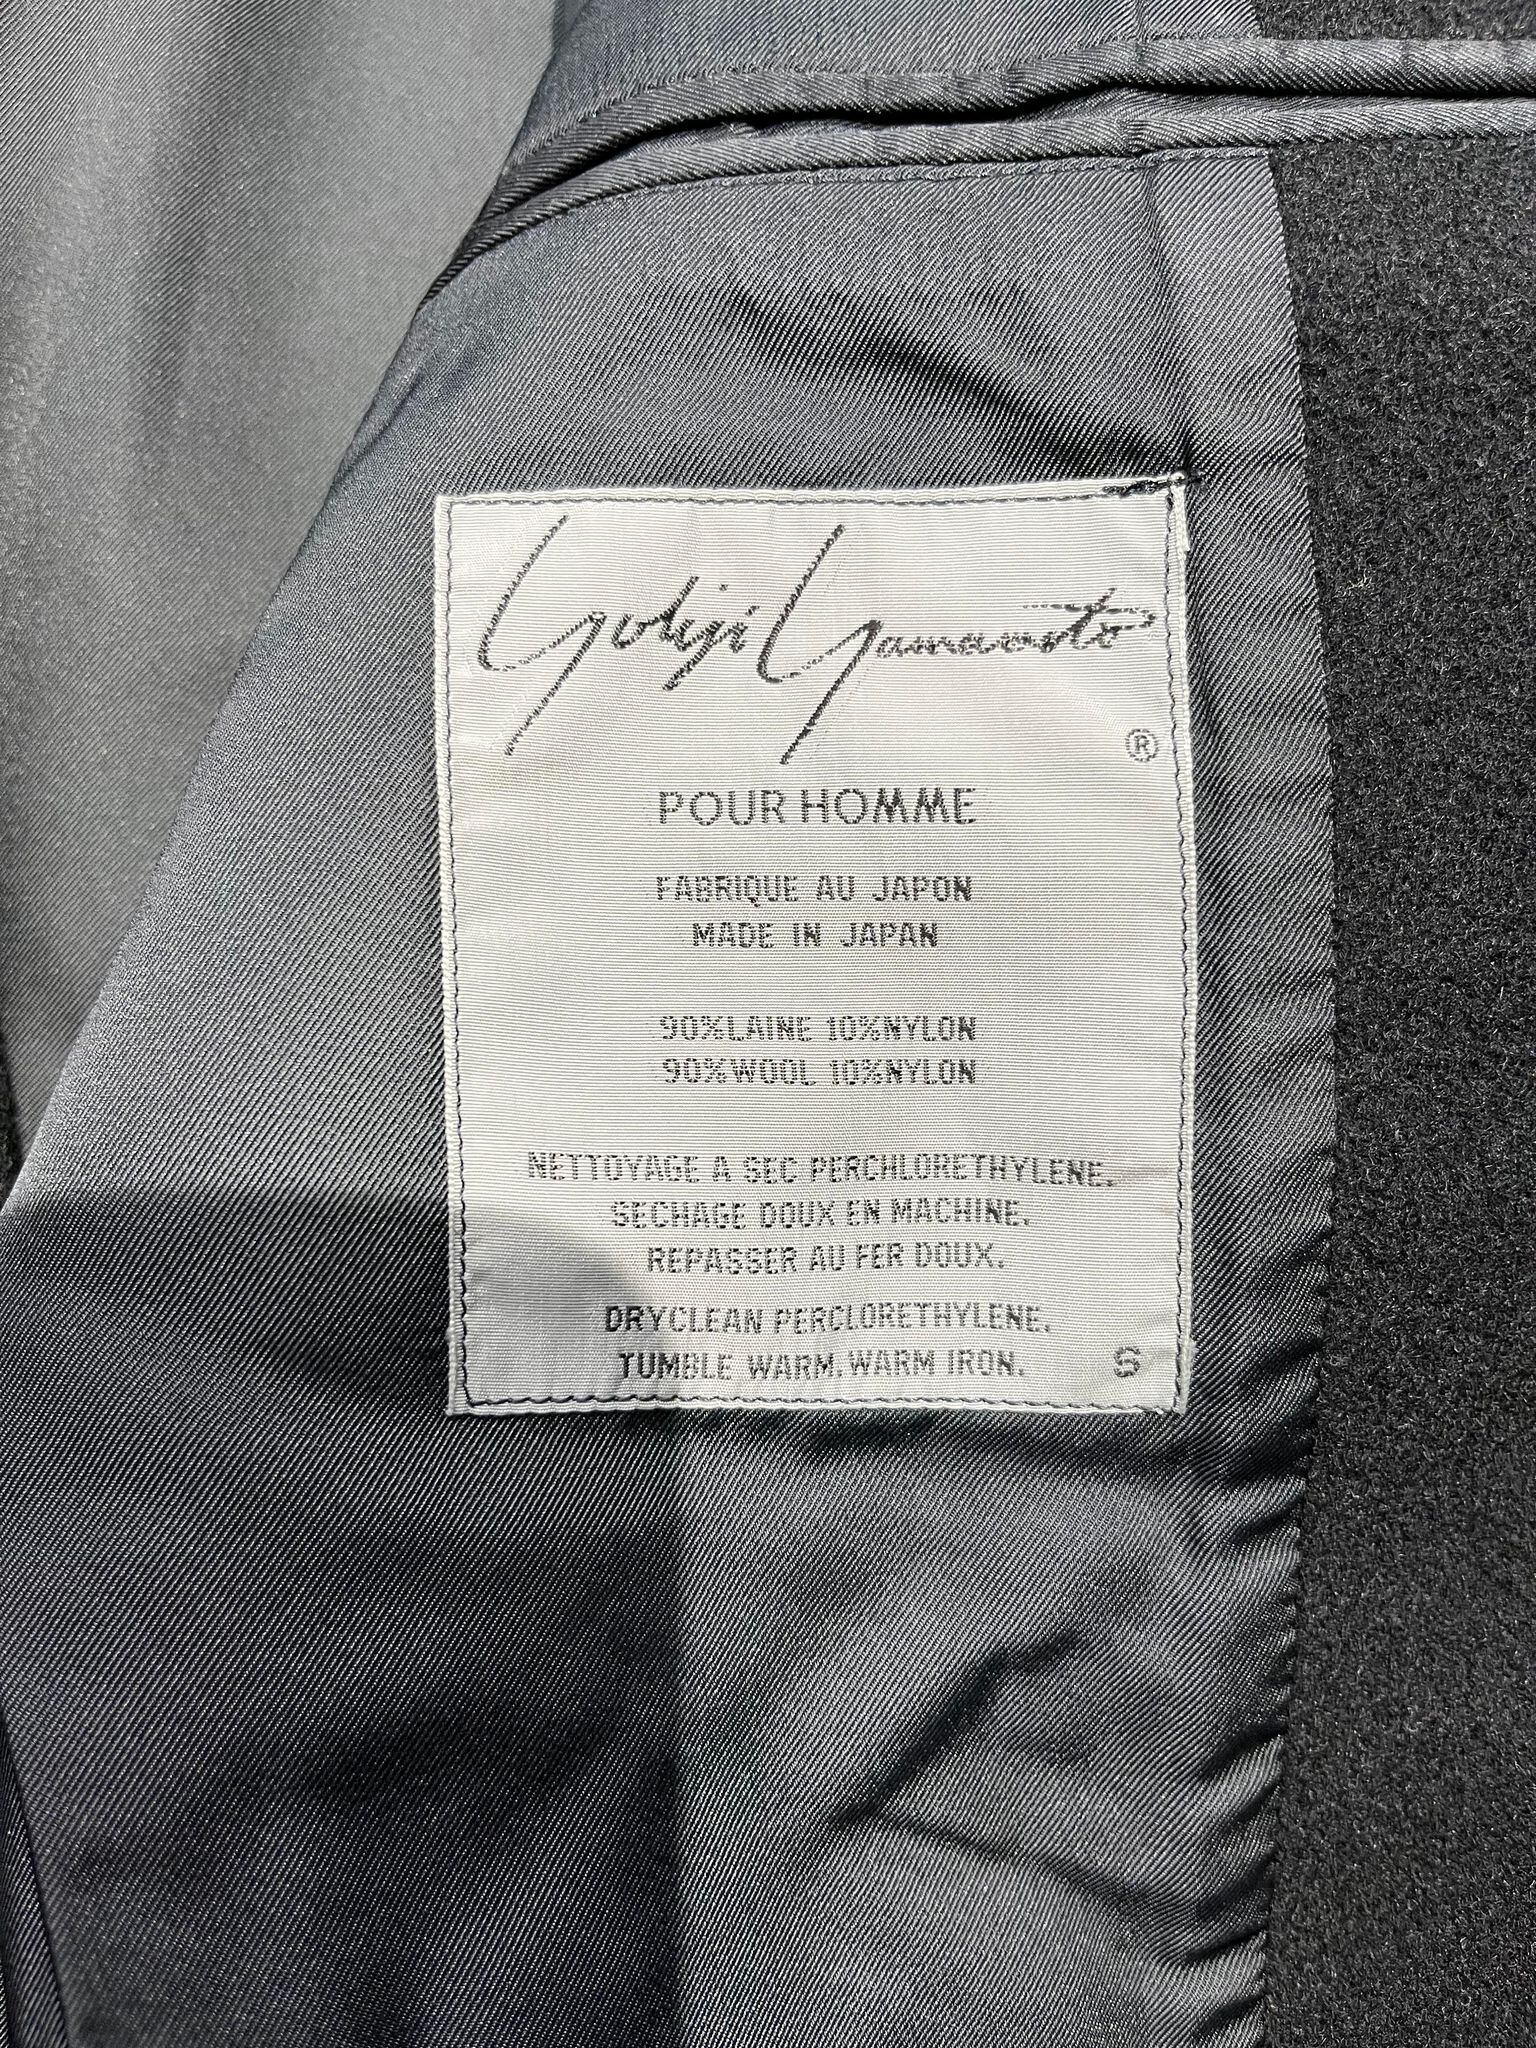 Yohji Yamamoto
®
POUR HOMME
FABRIQUE AU JAPON
MADE IN JAPAN
90%LAINE 10%NYLON
90%WOOL 10%NYLON
NETTOYAGE A SEC PERCHLORETHYLENE.
SECHAGE DOUX EN MACHINE.
REPASSER AU FER DOUX.
DRYCLEAN PERCLORETHYLENE.
TUMBLE WARM. WARM IRON. S